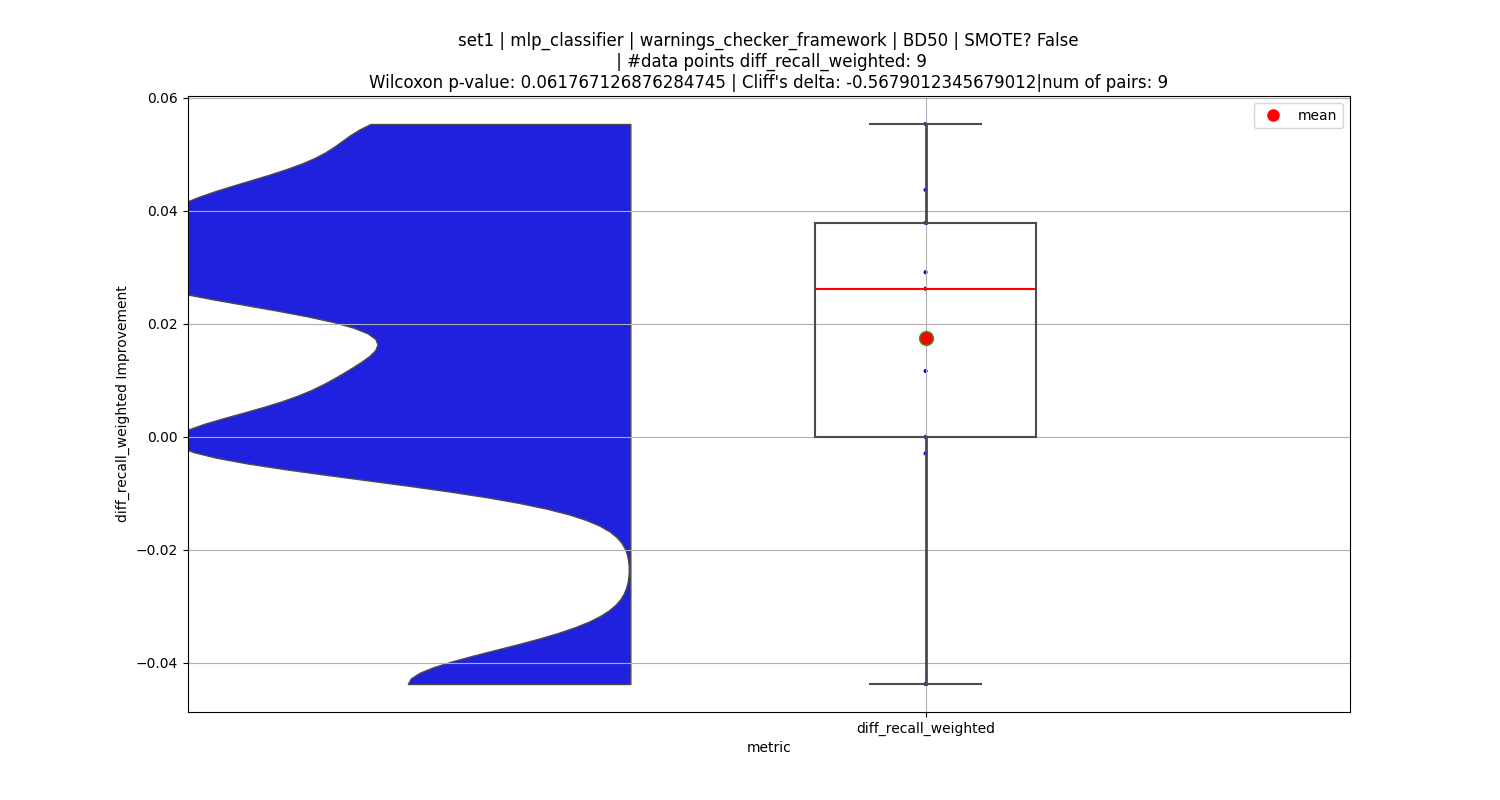 set1 | mlp_classifier | warnings_checker_framework | BD50 | SMOTE? False
| #data points diff_recall_weighted: 9
Wilcoxon p-value: 0.061767126876284745 | Cliff's delta: -0.5679012345679012|num of pairs: 9
mean
0.06
0.04
0.02
0.00
−0.02
−0.04
diff_recall_weighted Improvement
diff_recall_weighted
metric